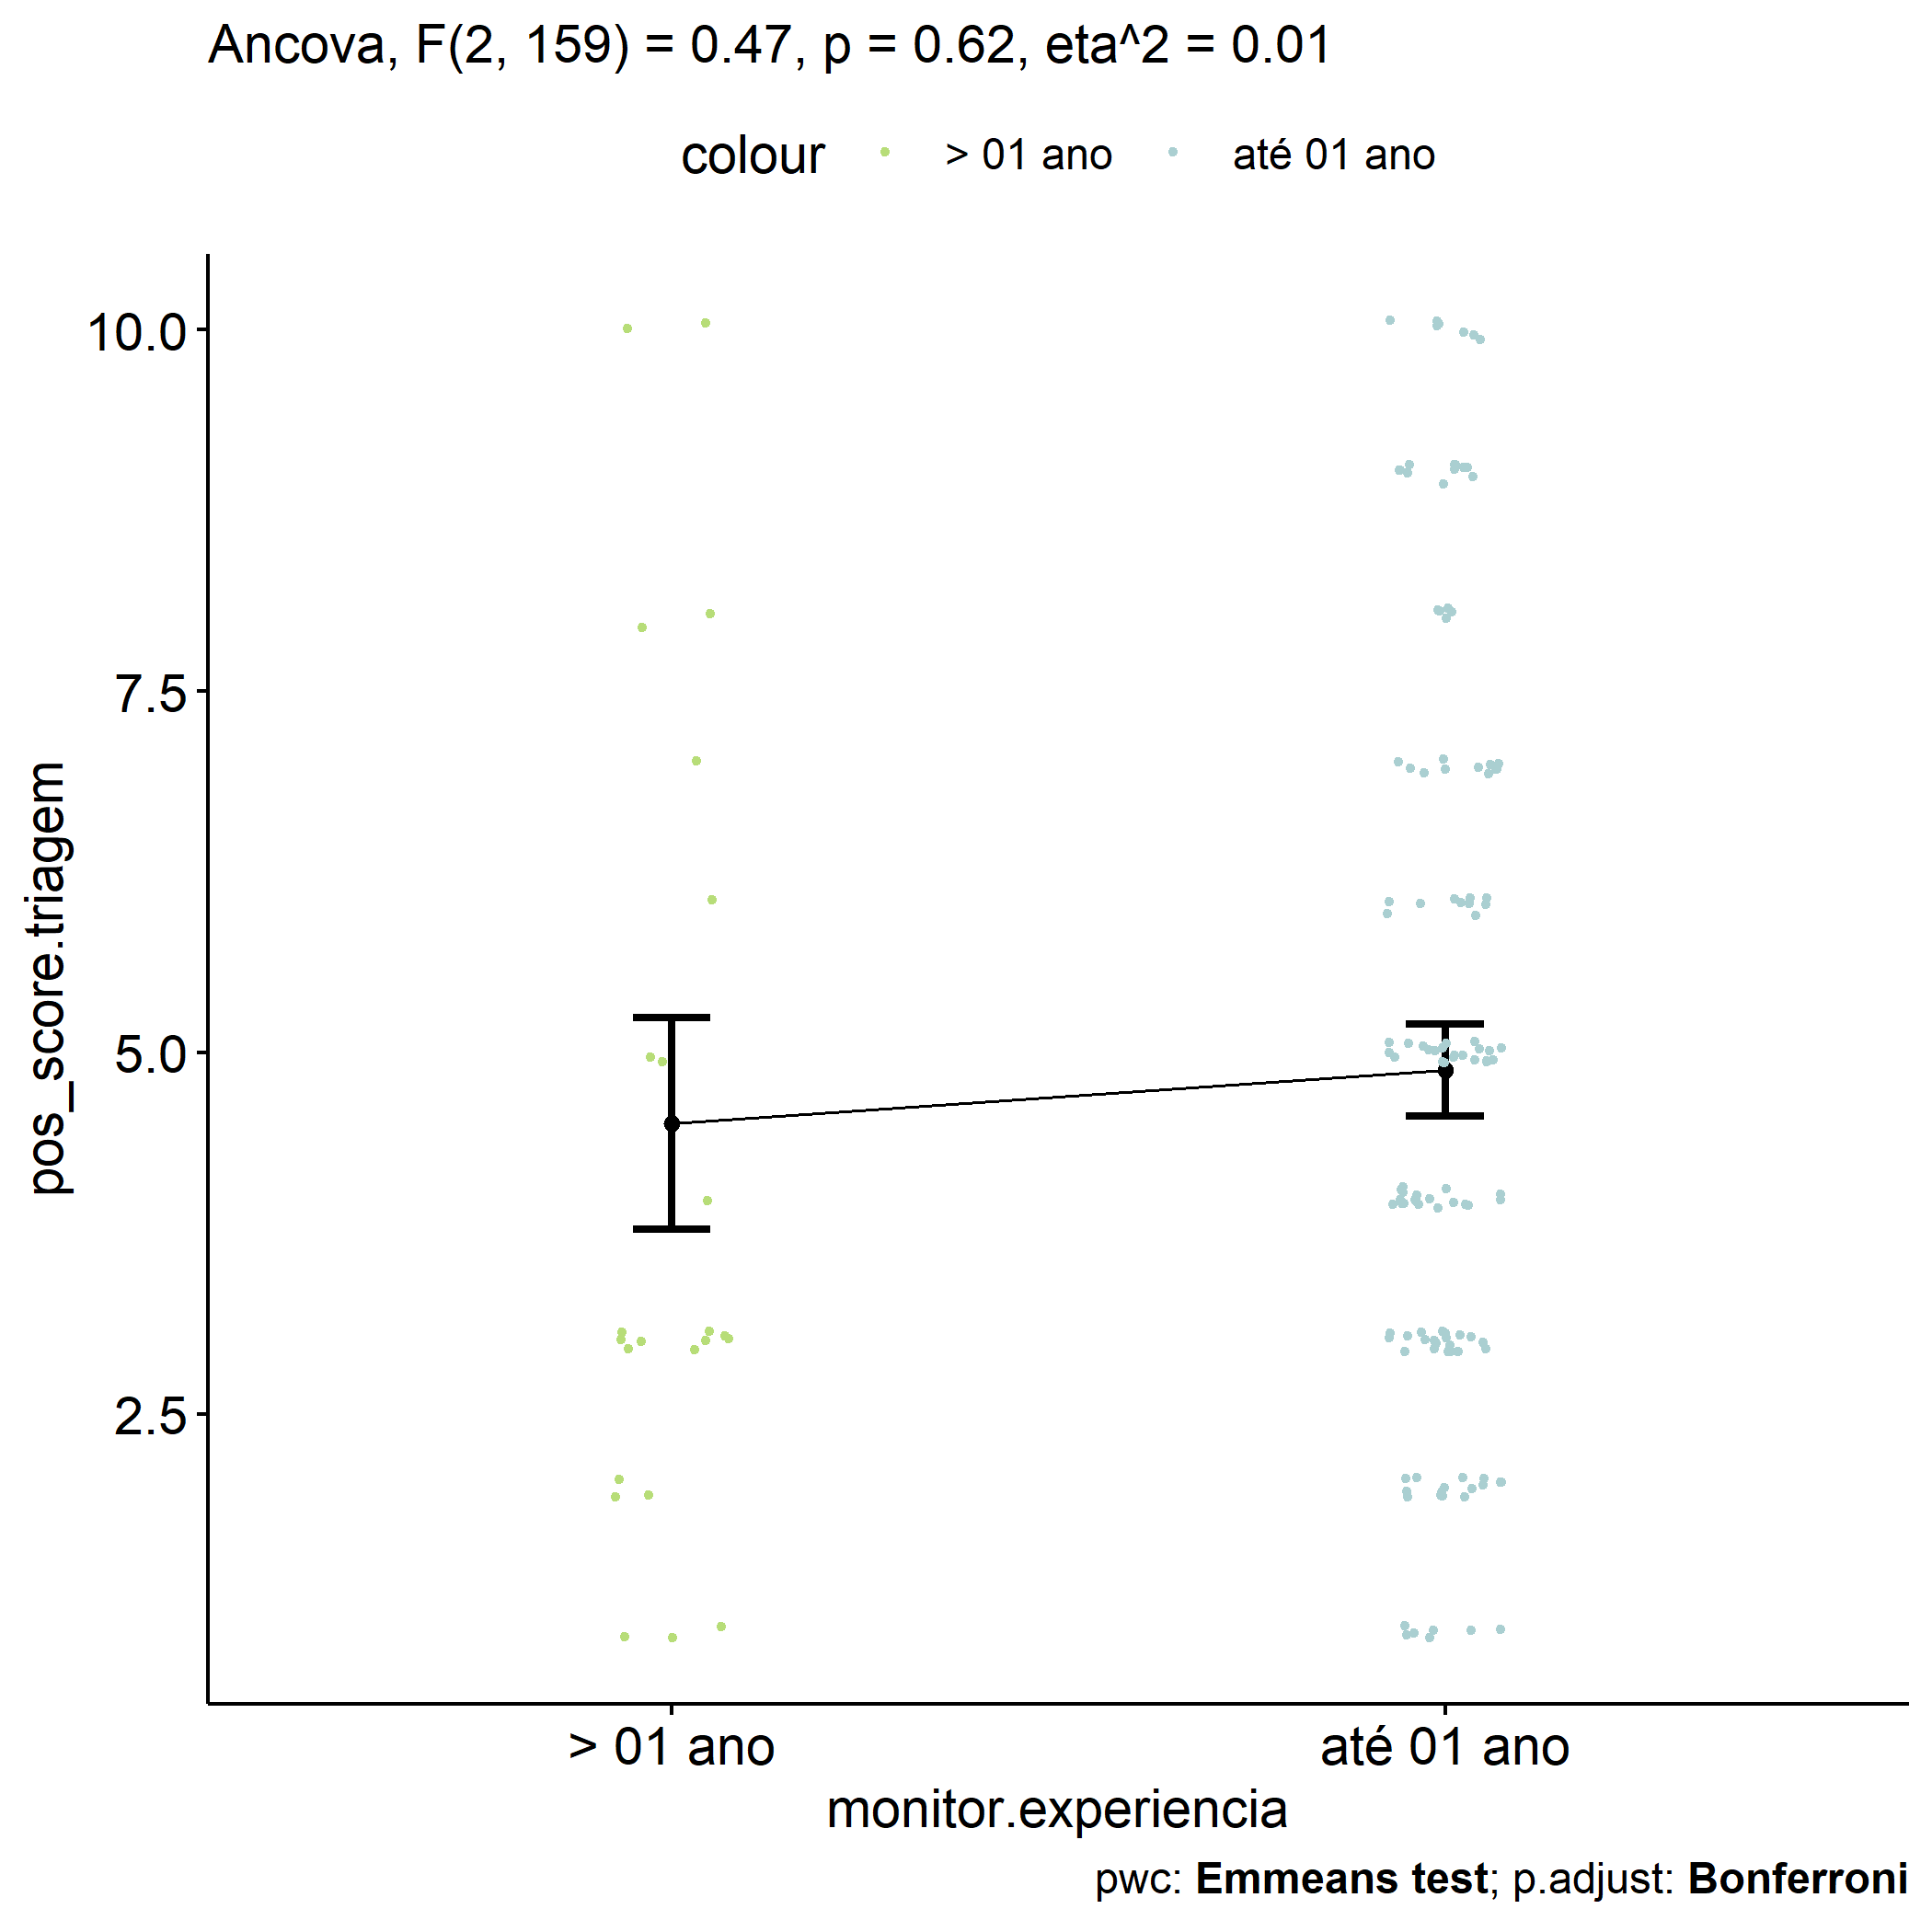 Ancova, F(2, 159) = 0.47, p = 0.62, eta^2 = 0.01
colour > 01 ano até 01 ano
10.0
7.5
5.0
2.5
pos_score.triagem
> 01 ano até 01 ano
monitor.experiencia
pwc: Emmeans test; p.adjust: Bonferroni